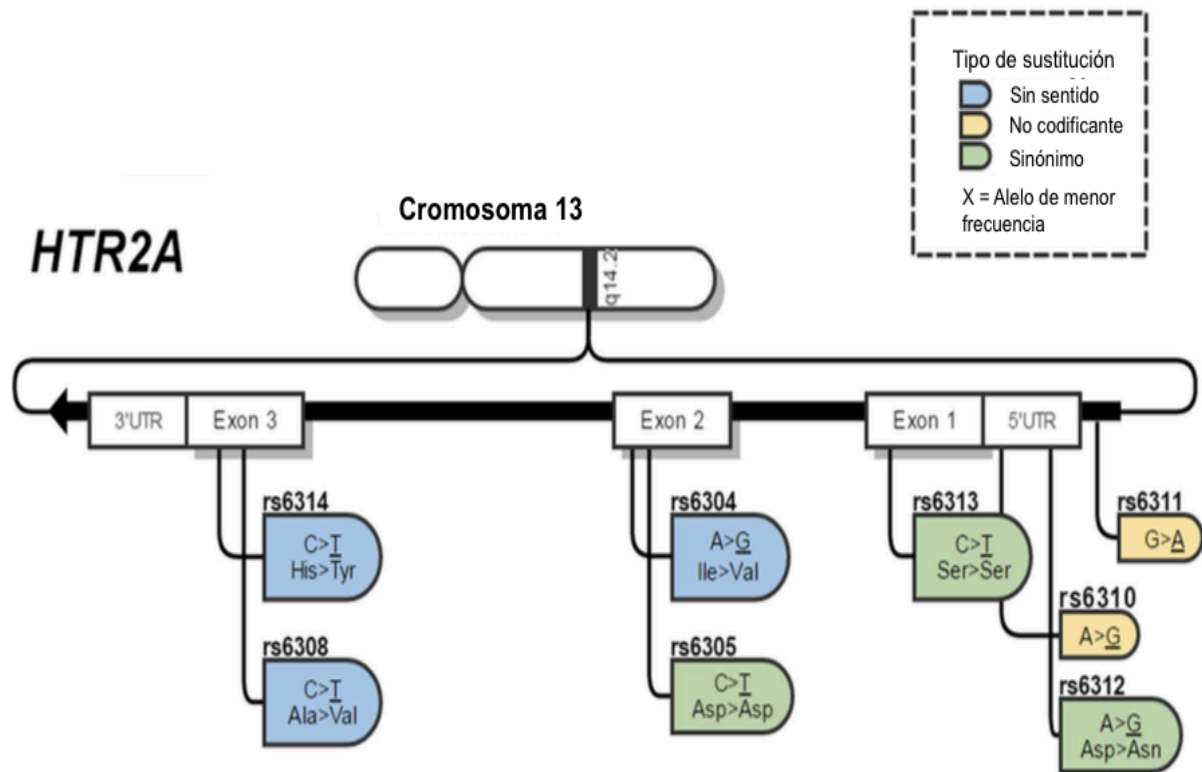 Tipo de sustitución
Sin sentido
No codificante
Sinónimo
X = Alelo de menor
frecuencia
HTR2A
Cromosoma 13
q14.2
3'UTR
Exon 3
Exon 2
Exon 1
5'UTR
rs6314
C>T
His>Tyr
rs6308
C>T
Ala>Val
rs6304
A>G
Ile>Val
rs6305
C>T
Asp>Asp
rs6313
C>T
Ser>Ser
rs6311
G>A
rs6310
A>G
rs6312
A>G
Asp>Asn